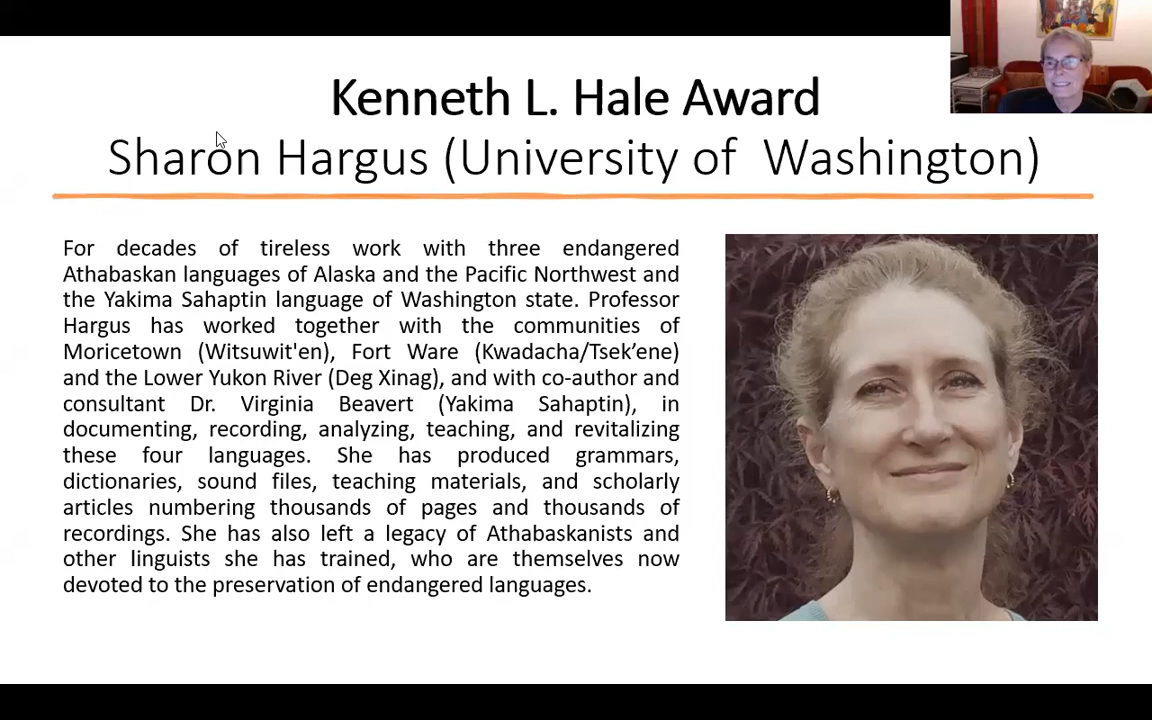 Kenneth L. Hale Award
Sharon Hargus (University of Washington)
For decades of tireless work with three endangered
Athabaskan languages of Alaska and the Pacific Northwest and
the Yakima Sahaptin language of Washington state. Professor
Hargus has worked together with the communities of
Moricetown (Witsuwit'en), Fort Ware (Kwadacha/Tsek’ene)
and the Lower Yukon River (Deg Xinag), and with co-author and
consultant Dr. Virginia Beavert (Yakima Sahaptin), in
documenting, recording, analyzing, teaching, and revitalizing
these four languages. She has produced grammars,
dictionaries, sound files, teaching materials, and scholarly
articles numbering thousands of pages and thousands of
recordings. She has also left a legacy of Athabaskanists and
other linguists she has trained, who are themselves now
devoted to the preservation of endangered languages.